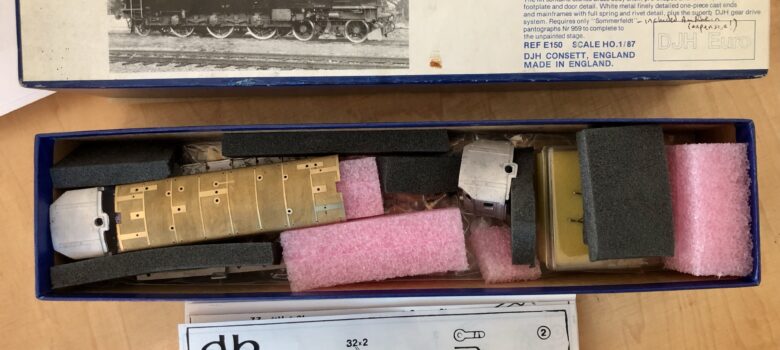 footplate and door detail. White metal finely detailed one-piece cast ends
and mainframes with full spring and rivet detail, plus the superb DJH gear drive
system. Requires only "Sommerfeldt" - included
pantographs Nr 959 to complete to
the unpainted stage.
REF E150 SCALE HO.1/87
DJH CONSETT, ENGLAND
MADE IN ENGLAND.
DJH Euro
32×2
2